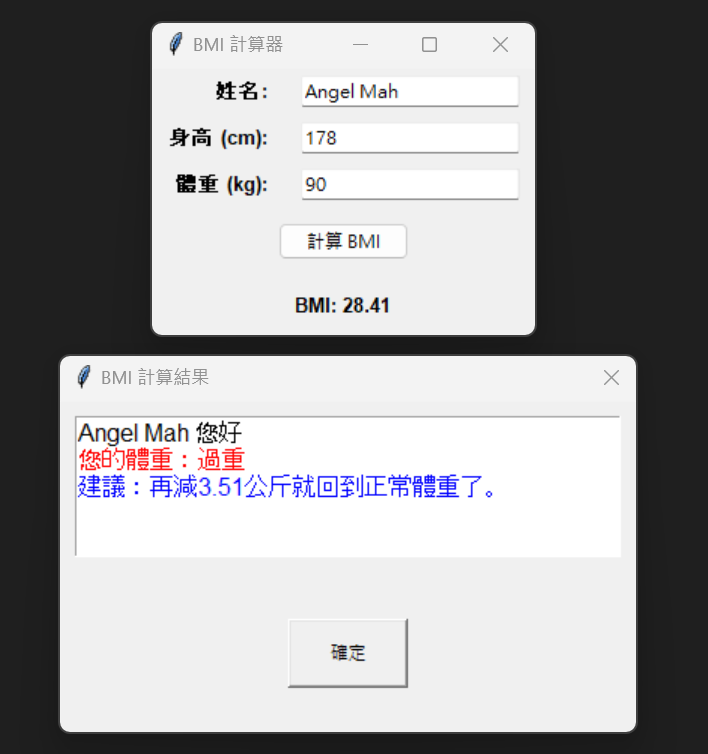 BMI 計算器
姓名:
Angel Mah
身高 (cm):
178
體重 (kg):
90
計算 BMI
BMI: 28.41
BMI 計算結果
Angel Mah 您好
您的體重：過重
建議：再減3.51公斤就回到正常體重了。
確定